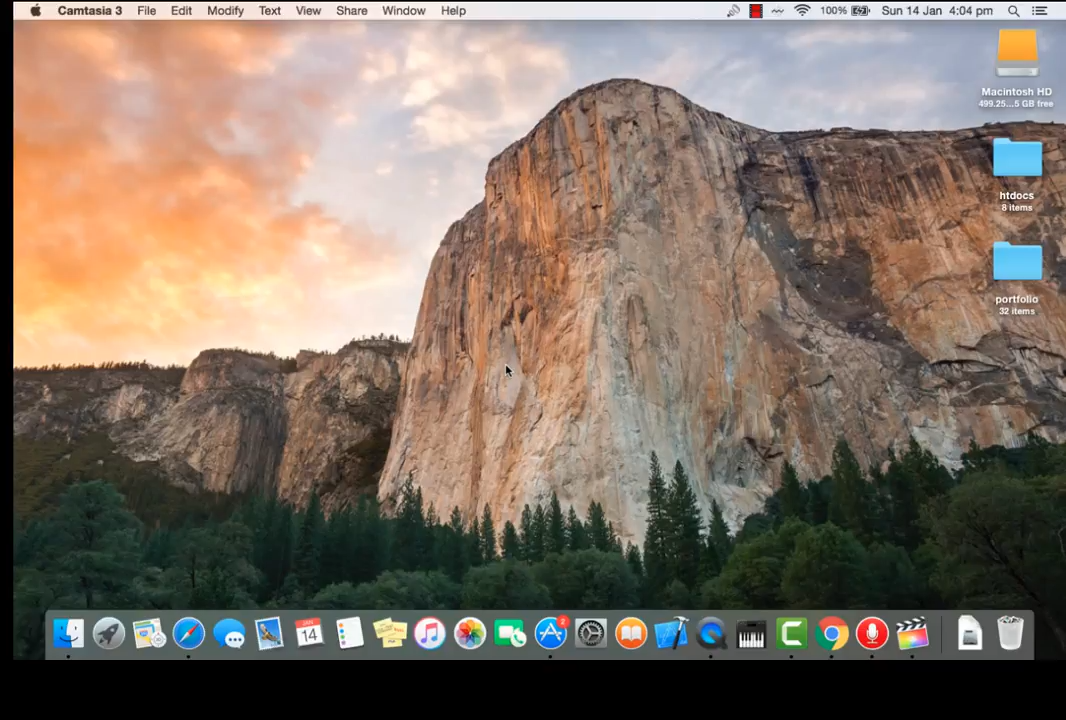 Camtasia 3 File Edit Modify Text View Share Window Help 100% Sun 14 Jan 4:04 pm
Macintosh HD
499.25...5 GB free
htdocs
8 items
portfolio
32 items
JAN
14
2